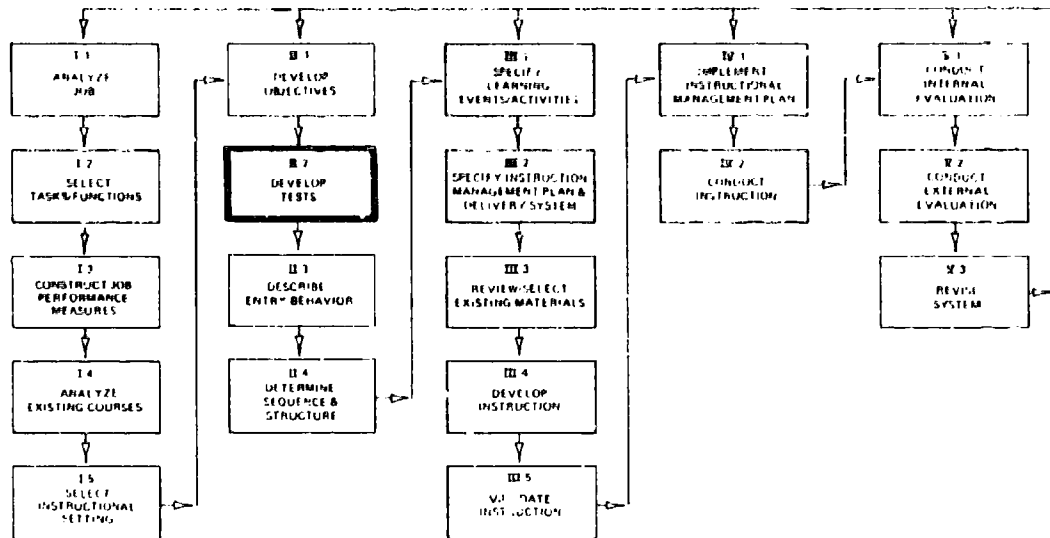 I 1
ANALYZE
JOB
I 2
SELECT
TASKS/FUNCTIONS
I 3
CONSTRUCT JOB
PERFORMANCE
MEASURES
I 4
ANALYZE
EXISTING COURSES
I 5
SELECT
INSTRUCTIONAL
SETTING
II 1
DEVELOP
OBJECTIVES
II 2
DEVELOP
TESTS
II 3
DESCRIBE
ENTRY BEHAVIOR
II 4
DETERMINE
SEQUENCE &
STRUCTURE
III 1
SPECIFY
LEARNING
EVENTS/ACTIVITIES
III 2
SPECIFY INSTRUCTION
MANAGEMENT PLAN &
DELIVERY SYSTEM
III 3
REVIEW/SELECT
EXISTING MATERIALS
III 4
DEVELOP
INSTRUCTION
III 5
VALIDATE
INSTRUCTION
IV 1
IMPLEMENT
INSTRUCTIONAL
MANAGEMENT PLAN
IV 2
CONDUCT
INSTRUCTION
V 1
CONDUCT
INTERNAL
EVALUATION
V 2
CONDUCT
EXTERNAL
EVALUATION
V 3
REVISE
SYSTEM